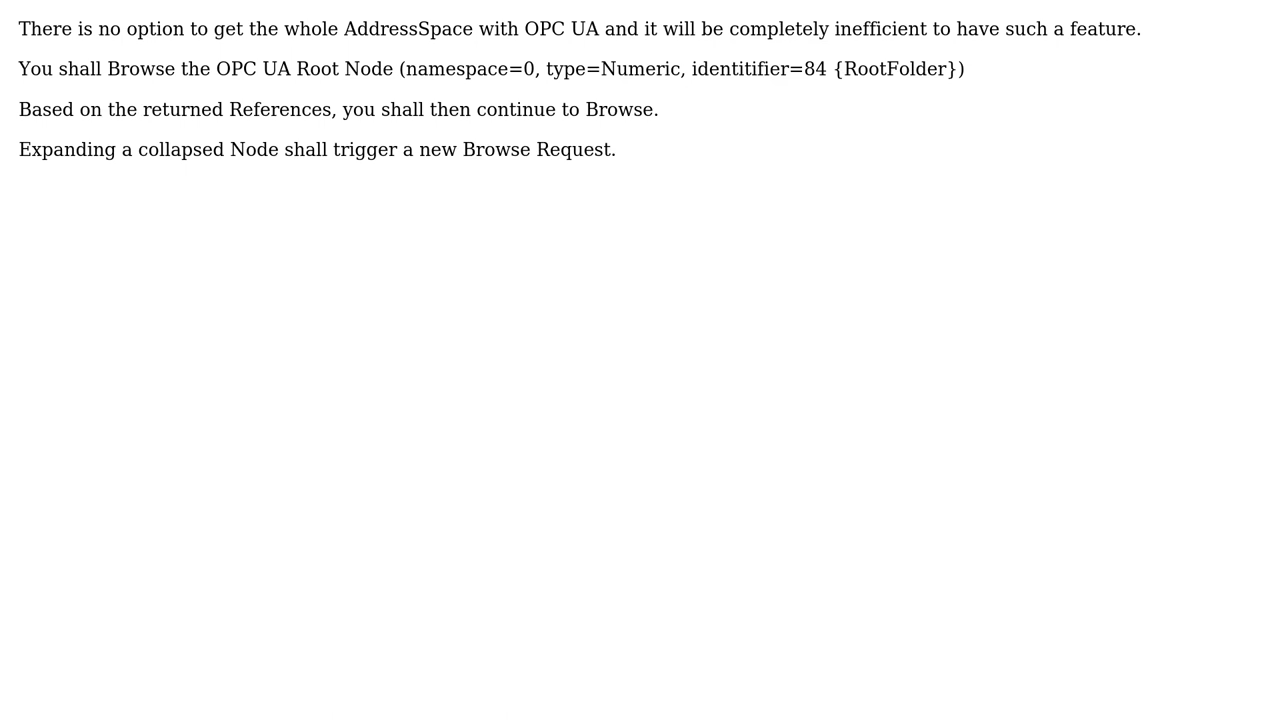 There is no option to get the whole AddressSpace with OPC UA and it will be completely inefficient to have such a feature.
You shall Browse the OPC UA Root Node (namespace=0, type=Numeric, identitifier=84 {RootFolder})
Based on the returned References, you shall then continue to Browse.
Expanding a collapsed Node shall trigger a new Browse Request.